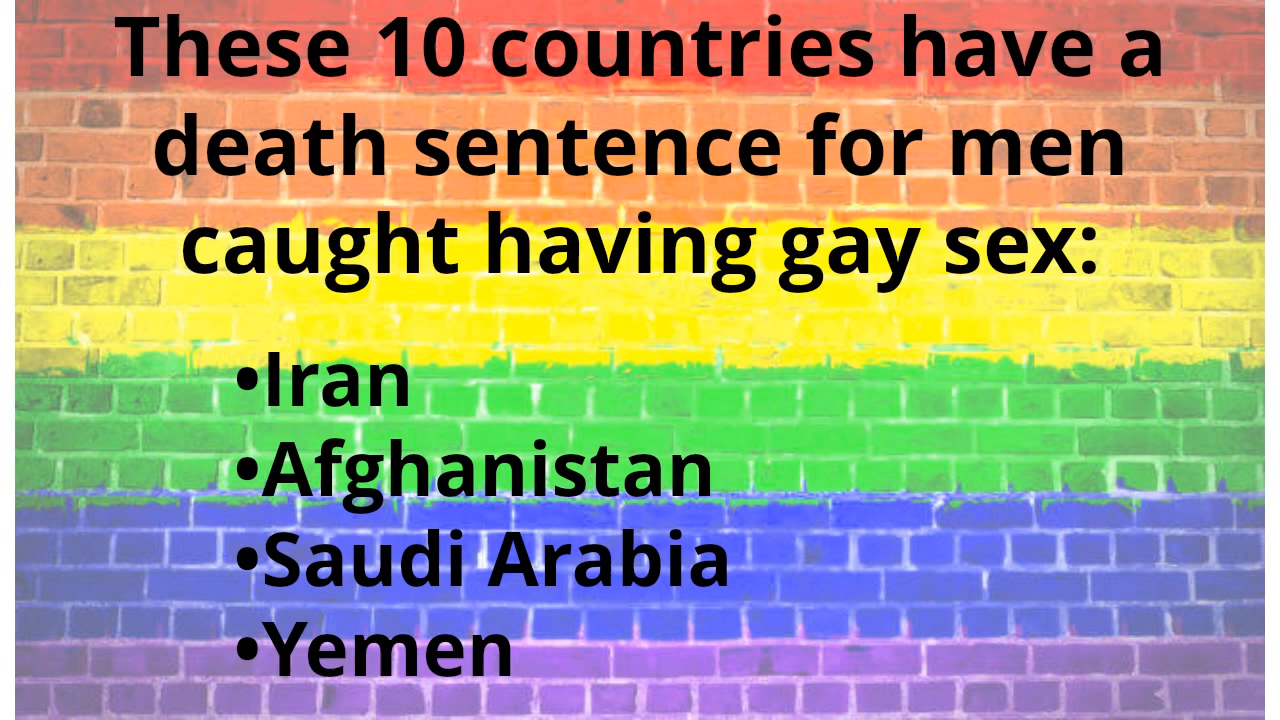 These 10 countries have a
death sentence for men
caught having gay sex:
•Iran
•Afghanistan
•Saudi Arabia
•Yemen